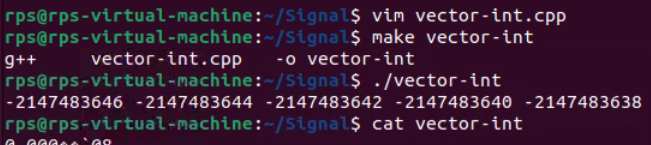 rps@rps-virtual-machine:~/Signal$ vim vector-int.cpp
rps@rps-virtual-machine:~/Signal$ make vector-int
g++     vector-int.cpp   -o vector-int
rps@rps-virtual-machine:~/Signal$ ./vector-int
-2147483646 -2147483644 -2147483642 -2147483640 -2147483638
rps@rps-virtual-machine:~/Signal$ cat vector-int